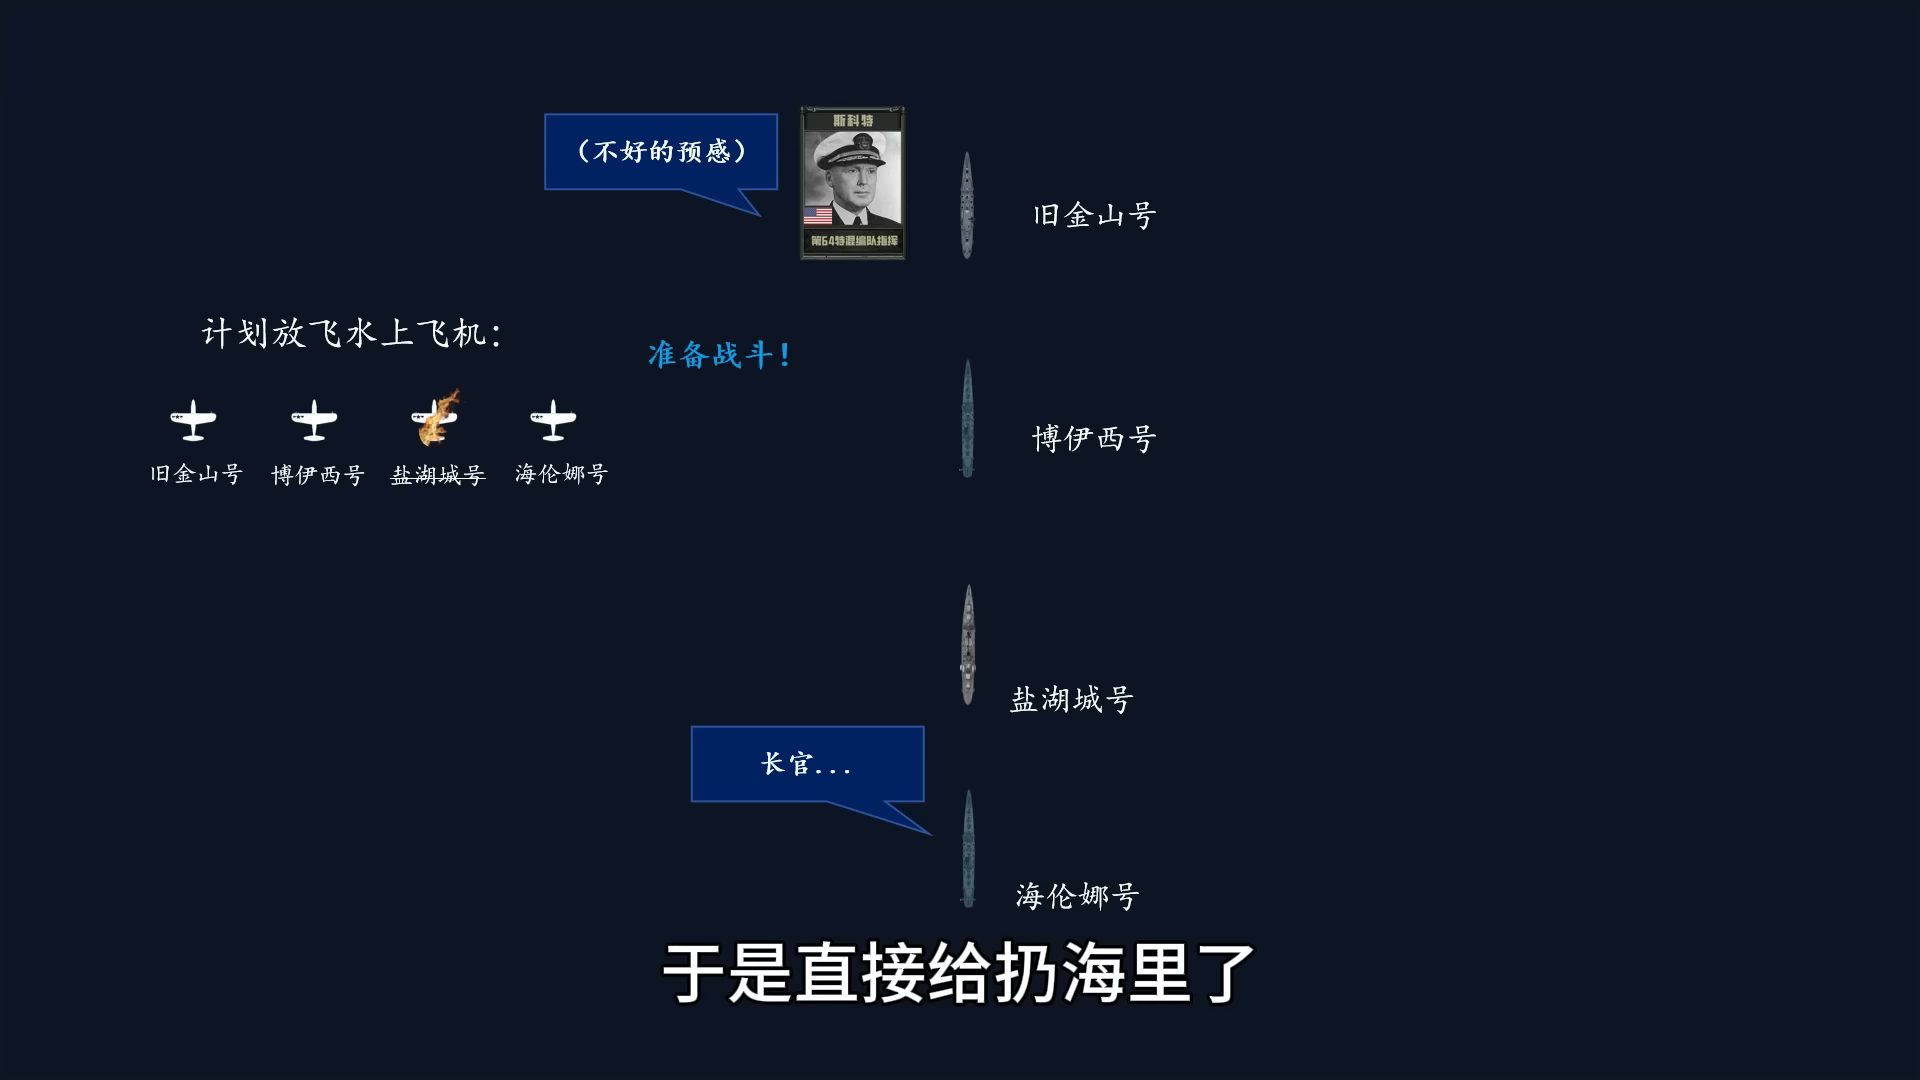 斯科特
（不好的预感）
第64特混编队指挥
旧金山号
计划放飞水上飞机：
准备战斗！
博伊西号
旧金山号
博伊西号
盐湖城号
海伦娜号
盐湖城号
长官...
海伦娜号
于是直接给扔海里了